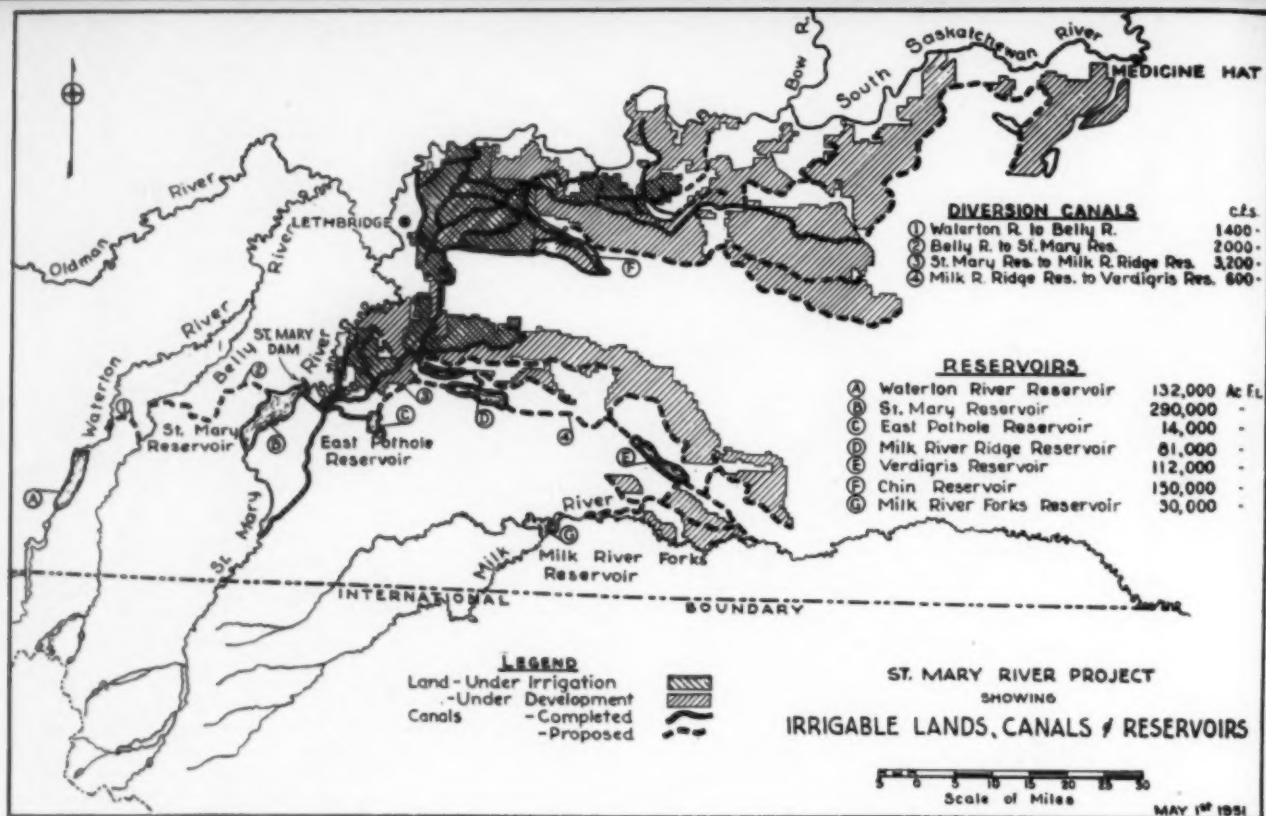 Bow R.
South Saskatchewan River
MEDICINE HAT
Oldman River
LETHBRIDGE
River
Belly River
Waterton River
ST. MARY
DAM
St. Mary
Reservoir
East Pothole
Reservoir
St. Mary River
Milk River
Milk River Forks
Reservoir
INTERNATIONAL BOUNDARY
① ② ③ ④
Ⓐ Ⓑ Ⓒ Ⓓ Ⓔ Ⓕ Ⓖ
DIVERSION CANALS c.f.s.
① Waterton R. to Belly R. 1400 "
② Belly R. to St. Mary Res. 2000 "
③ St. Mary Res. to Milk R. Ridge Res. 3,200 "
④ Milk R. Ridge Res. to Verdigris Res. 600 "
RESERVOIRS
Ⓐ Waterton River Reservoir 132,000 Ac Ft.
Ⓑ St. Mary Reservoir 290,000 "
Ⓒ East Pothole Reservoir 14,000 "
Ⓓ Milk River Ridge Reservoir 81,000 "
Ⓔ Verdigris Reservoir 112,000 "
Ⓕ Chin Reservoir 150,000 "
Ⓖ Milk River Forks Reservoir 30,000 "
LEGEND
Land - Under Irrigation
- Under Development
Canals - Completed
- Proposed
ST. MARY RIVER PROJECT
SHOWING
IRRIGABLE LANDS, CANALS & RESERVOIRS
5 0 5 10 15 20 25 30
Scale of Miles
MAY 1st 1951